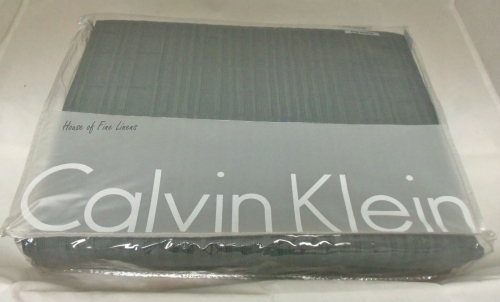 House of Fine Linens
Calvin Klein